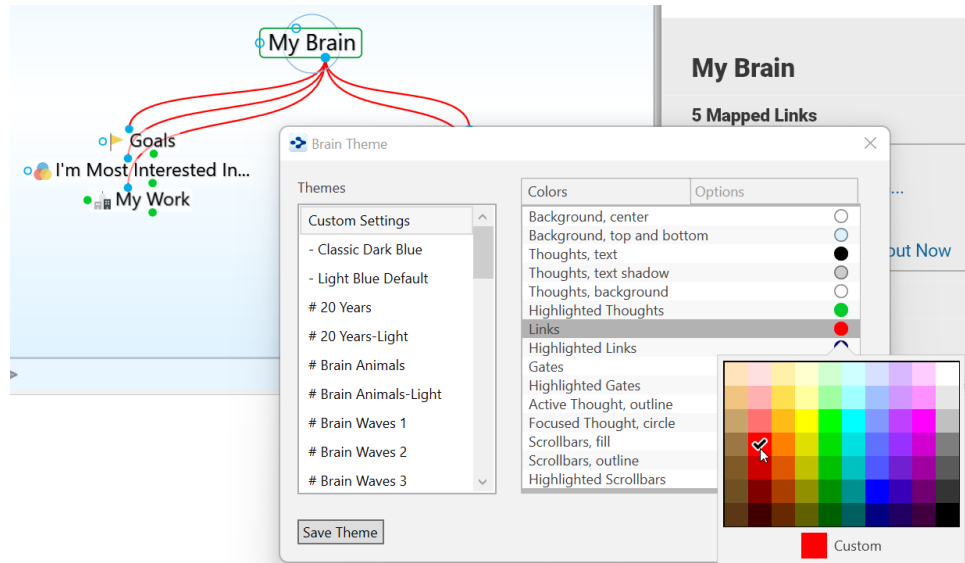 My Brain
Goals
I'm Most Interested In...
My Work
My Brain
5 Mapped Links
...
out Now
Brain Theme
Themes
Custom Settings
- Classic Dark Blue
- Light Blue Default
# 20 Years
# 20 Years-Light
# Brain Animals
# Brain Animals-Light
# Brain Waves 1
# Brain Waves 2
# Brain Waves 3
Save Theme
Colors
Options
Background, center
Background, top and bottom
Thoughts, text
Thoughts, text shadow
Thoughts, background
Highlighted Thoughts
Links
Highlighted Links
Gates
Highlighted Gates
Active Thought, outline
Focused Thought, circle
Scrollbars, fill
Scrollbars, outline
Highlighted Scrollbars
Custom